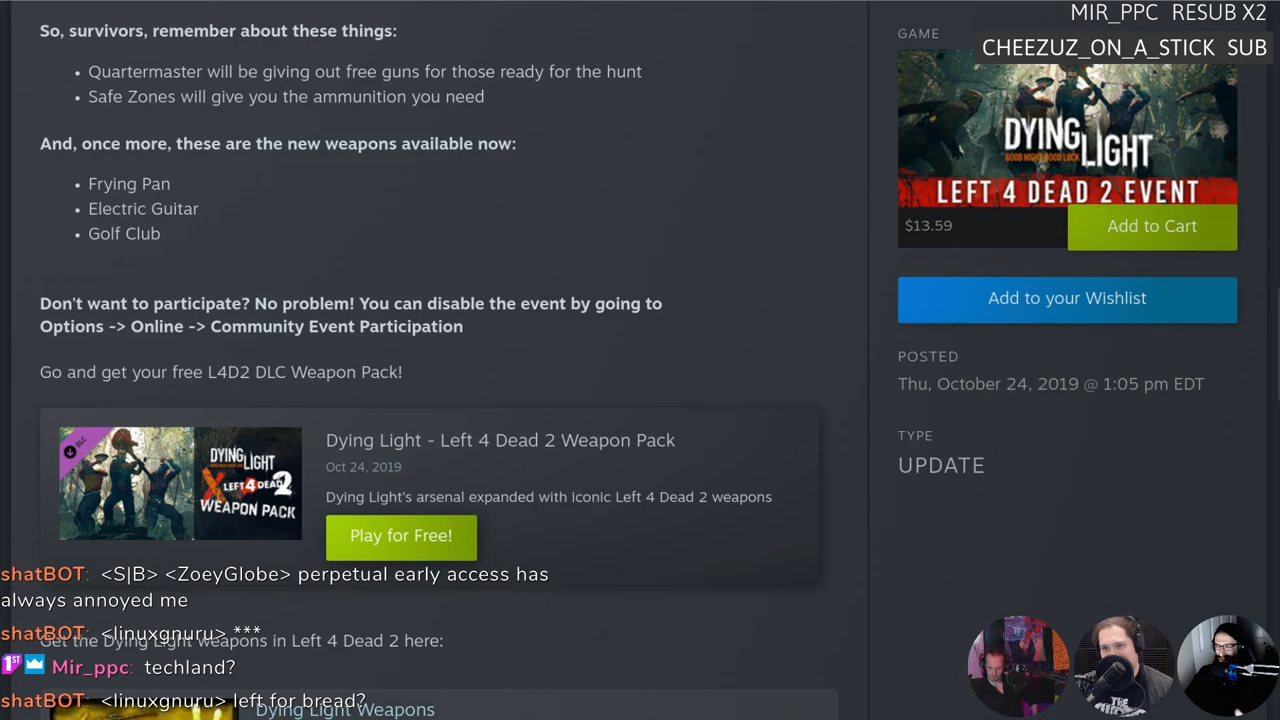 So, survivors, remember about these things:
• Quartermaster will be giving out free guns for those ready for the hunt
• Safe Zones will give you the ammunition you need
And, once more, these are the new weapons available now:
• Frying Pan
• Electric Guitar
• Golf Club
Don't want to participate? No problem! You can disable the event by going to
Options -> Online -> Community Event Participation
Go and get your free L4D2 DLC Weapon Pack!
DLC
DYING LIGHT
X LEFT 4 DEAD 2
WEAPON PACK
Dying Light - Left 4 Dead 2 Weapon Pack
Oct 24, 2019
Dying Light's arsenal expanded with iconic Left 4 Dead 2 weapons
Play for Free!
shatBOT: <S|B> <ZoeyGlobe> perpetual early access has
always annoyed me
shatBOT: <linuxgnuru> ***
Get the Dying Light weapons in Left 4 Dead 2 here:
1ST Mir_ppc: techland?
shatBOT: <linuxgnuru> left for bread?
Dying Light Weapons
MIR_PPC RESUB X2
CHEEZUZ_ON_A_STICK SUB
GAME
DYING LIGHT
GOOD NIGHT GOOD LUCK
LEFT 4 DEAD 2 EVENT
$13.59
Add to Cart
Add to your Wishlist
POSTED
Thu, October 24, 2019 @ 1:05 pm EDT
TYPE
UPDATE